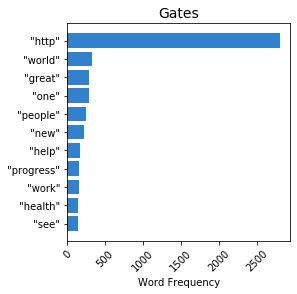 Gates
"http"
"world"
"great"
"one"
"people"
"new"
"help"
"progress"
"work"
"health"
"see"
0 500 1000 1500 2000 2500
Word Frequency